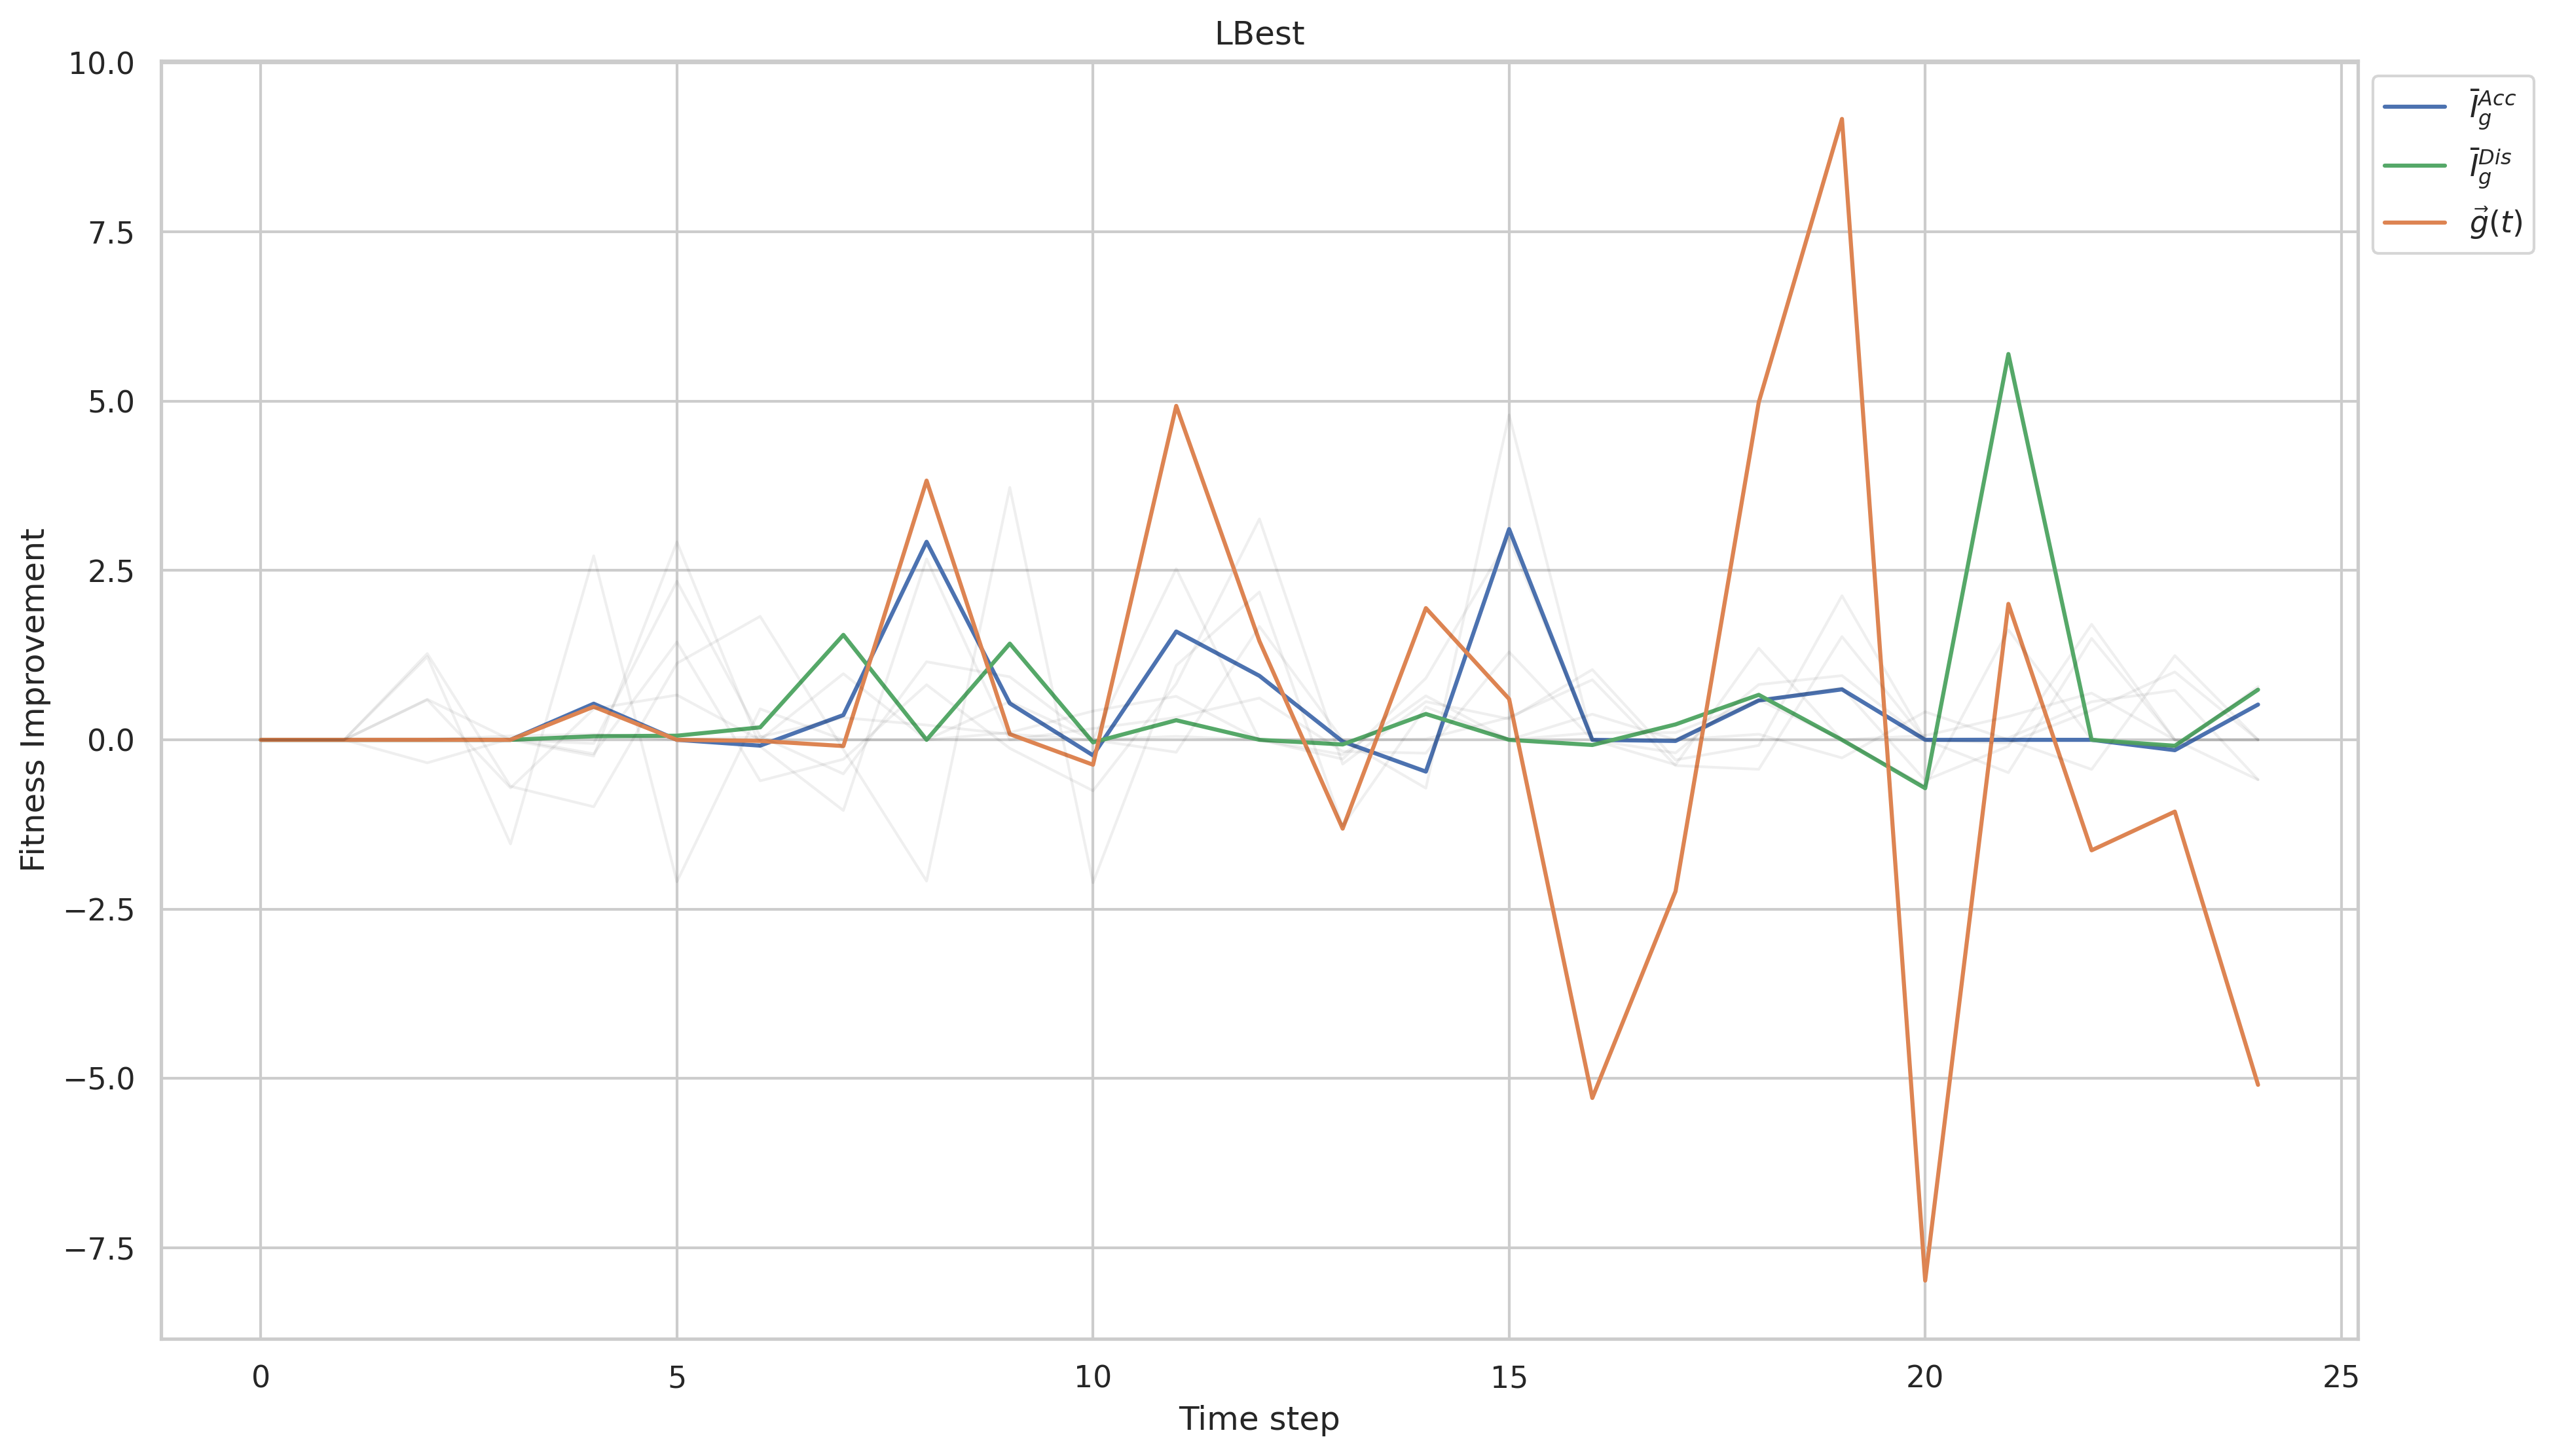 LBest
10.0
7.5
5.0
2.5
0.0
−2.5
−5.0
−7.5
Fitness Improvement
0 5 10 15 20 25
Time step
Ī_g^Acc
Ī_g^Dis
g⃗(t)